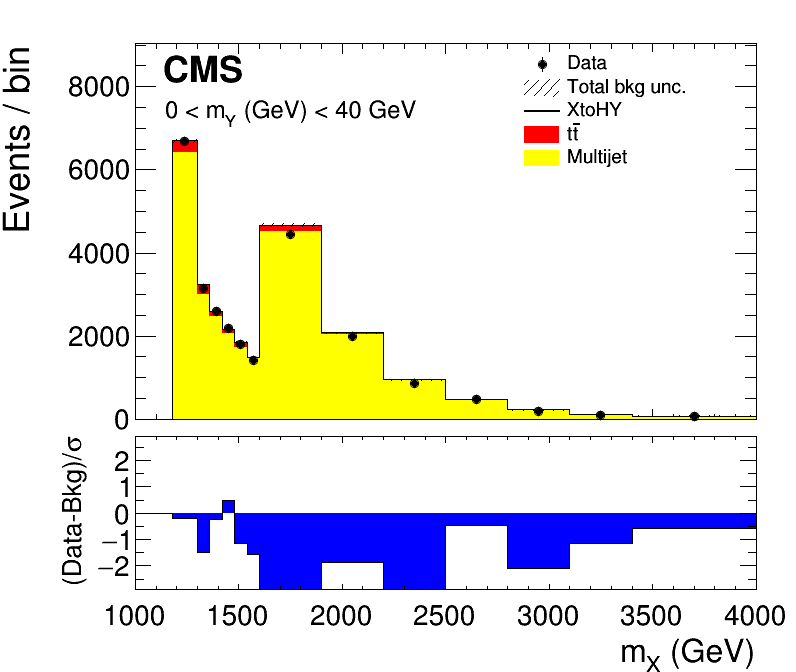 CMS
0 < m_Y (GeV) < 40 GeV
Data
Total bkg unc.
XtoHY
tt̅
Multijet
Events / bin
8000
6000
4000
2000
0
(Data-Bkg)/σ
2
1
0
−1
−2
1000 1500 2000 2500 3000 3500 4000
m_X (GeV)